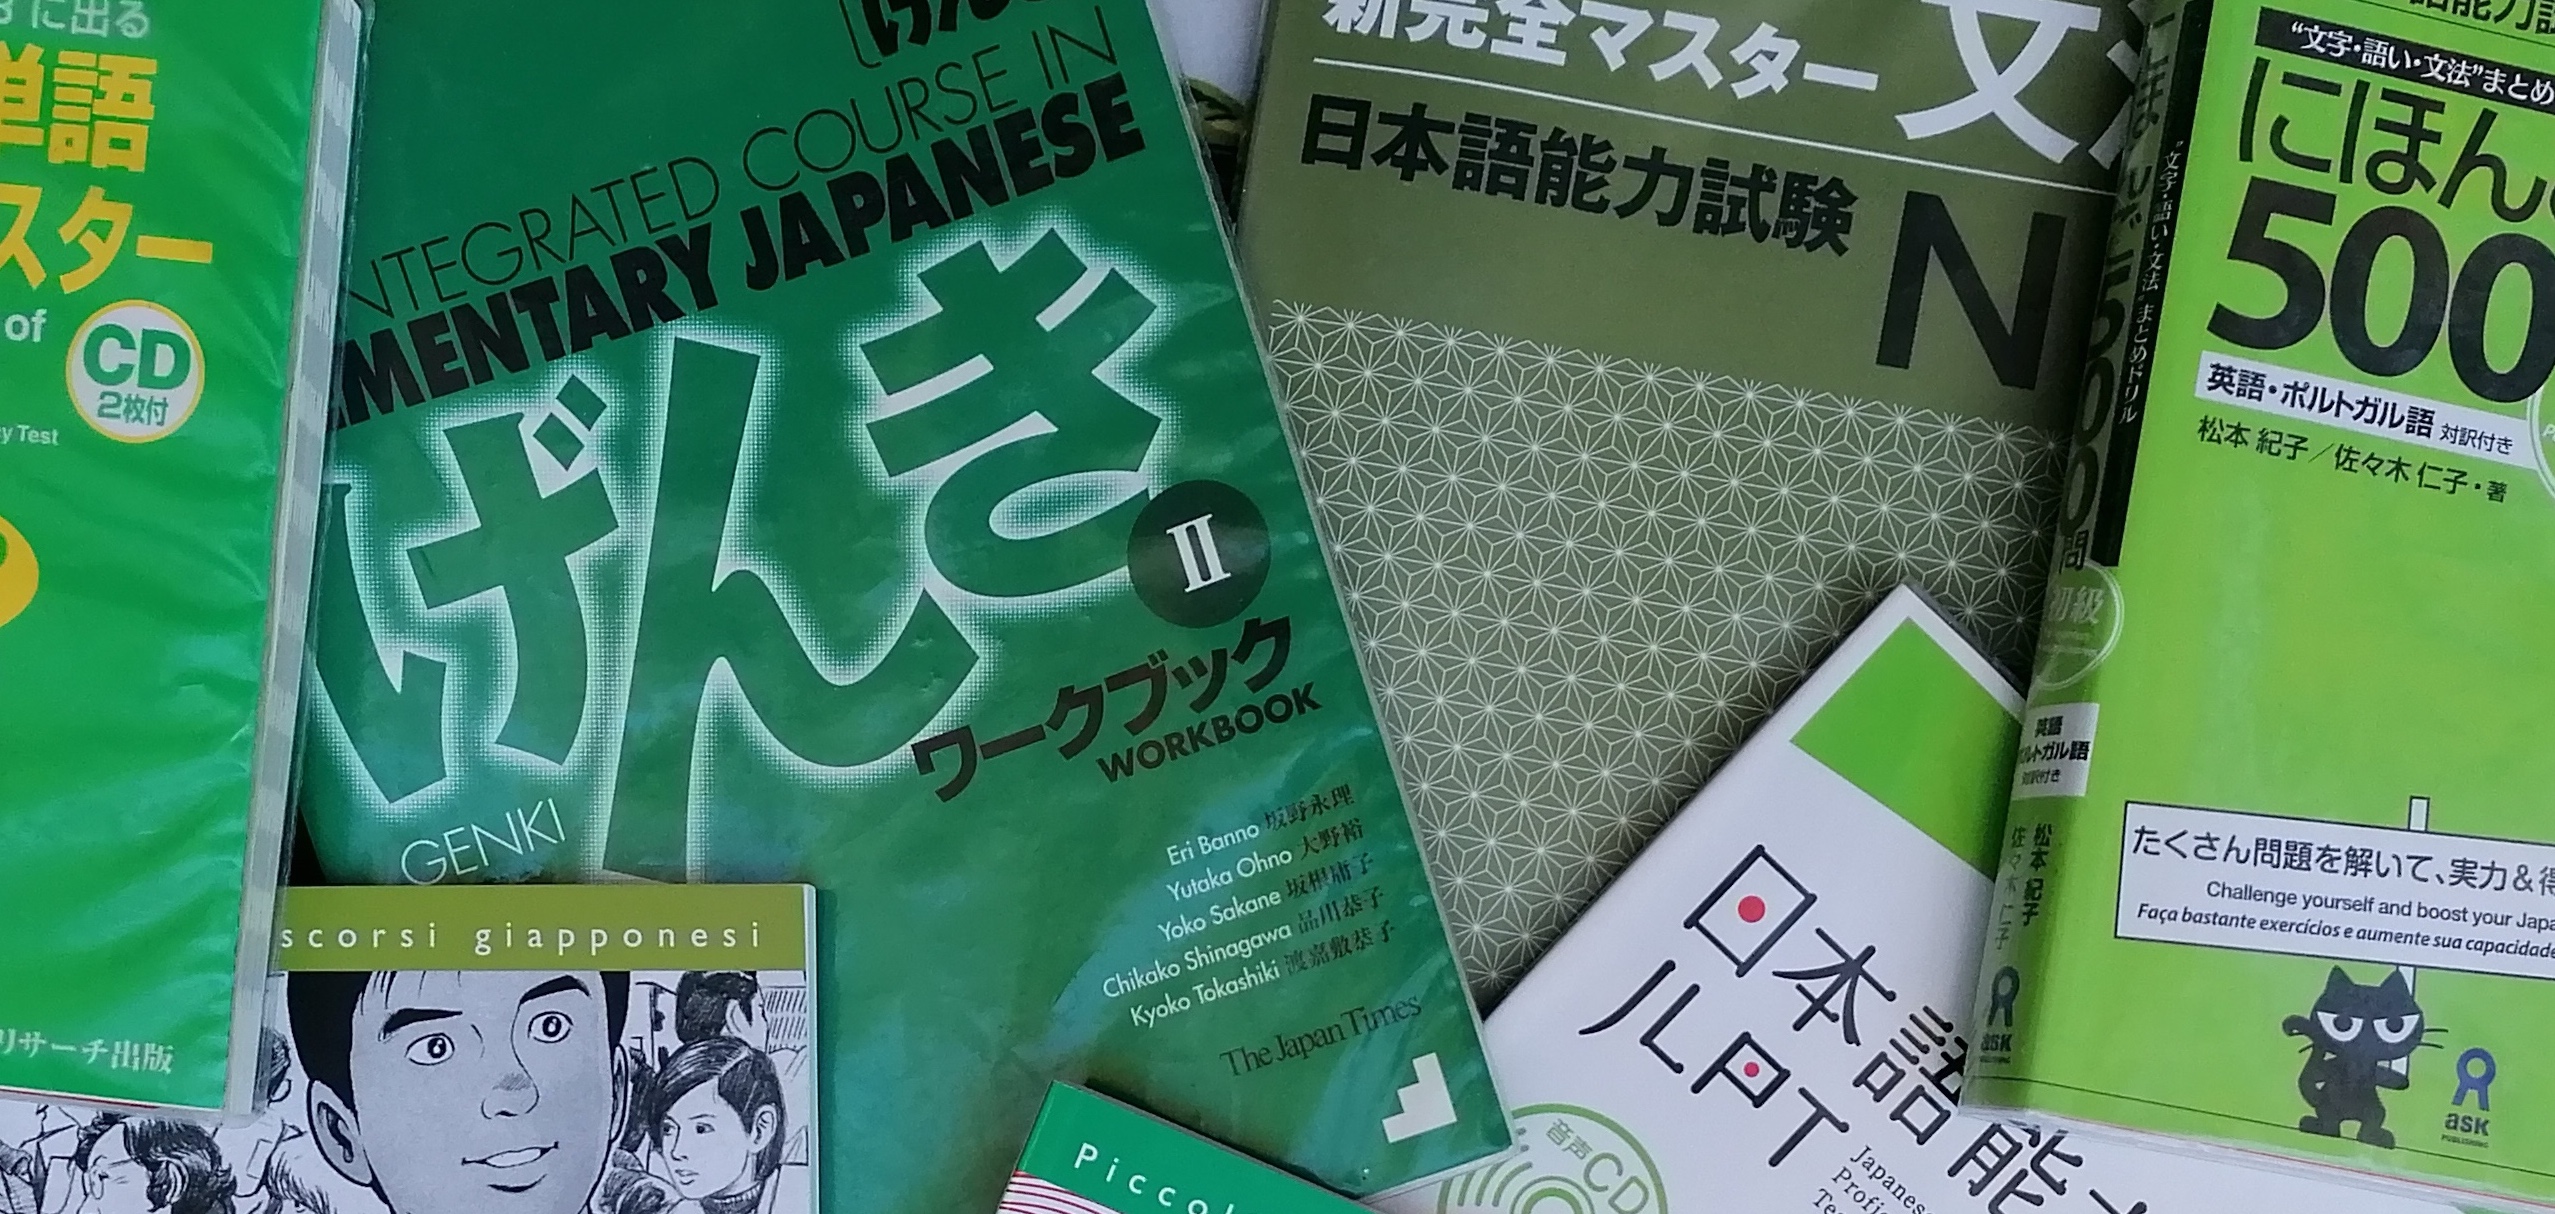 に出る
単語
スター
of
CD
2枚付
Test
リサーチ出版
INTEGRATED COURSE IN
ELEMENTARY JAPANESE
げんき
II
ワークブック
WORKBOOK
GENKI
Eri Banno 坂野永理
Yutaka Ohno 大野裕
Yoko Sakane 坂根庸子
Chikako Shinagawa 品川恭子
Kyoko Tokashiki 渡嘉敷恭子
The Japan Times
scorsi giapponesi
Piccol
新完全マスター
文
日本語能力試験
N
日本語能
JLPT
Japanese
音声CD
"文字・語い・文法"まとめドリル
500問
初級
英語
ポルトガル語
対訳付き
松本紀子
佐々木仁子
ask
PUBLISHING
"文字・語い・文法"まとめ
にほん
500
英語・ポルトガル語 対訳付き
松本 紀子／佐々木 仁子・著
たくさん問題を解いて、実力＆得
Challenge yourself and boost your Japa
Faça bastante exercícios e aumente sua capacidade
ask
PUBLISHING